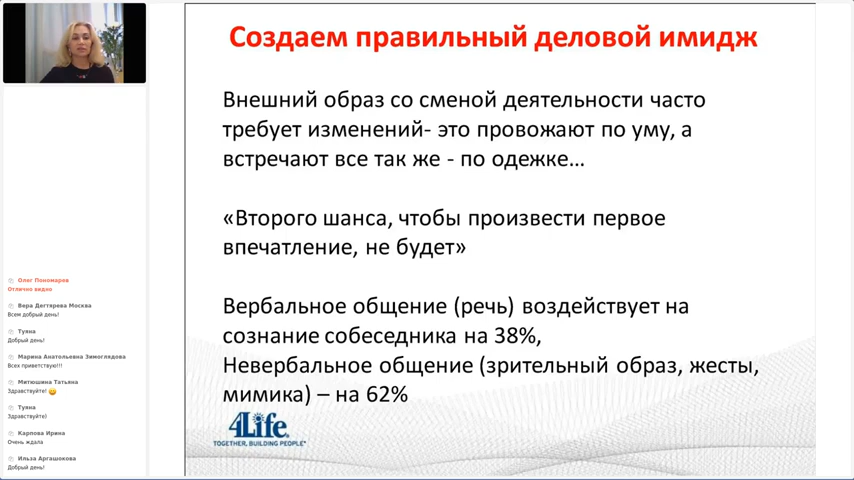 Создаем правильный деловой имидж
Внешний образ со сменой деятельности часто
требует изменений- это провожают по уму, а
встречают все так же - по одежке...
«Второго шанса, чтобы произвести первое
впечатление, не будет»
Вербальное общение (речь) воздействует на
сознание собеседника на 38%,
Невербальное общение (зрительный образ, жесты,
мимика) – на 62%
4Life®
TOGETHER, BUILDING PEOPLE™
Олег Пономарев
Отлично видно
Вера Дегтярева Москва
Всем добрый день!
Туяна
Добрый день!
Марина Анатольевна Зимоглядова
Всех приветствую!!!
Митюшина Татьяна
Здравствуйте!
Туяна
Здравствуйте)
Карпова Ирина
Очень ждала
Ильза Аргашокова
Добрый день!